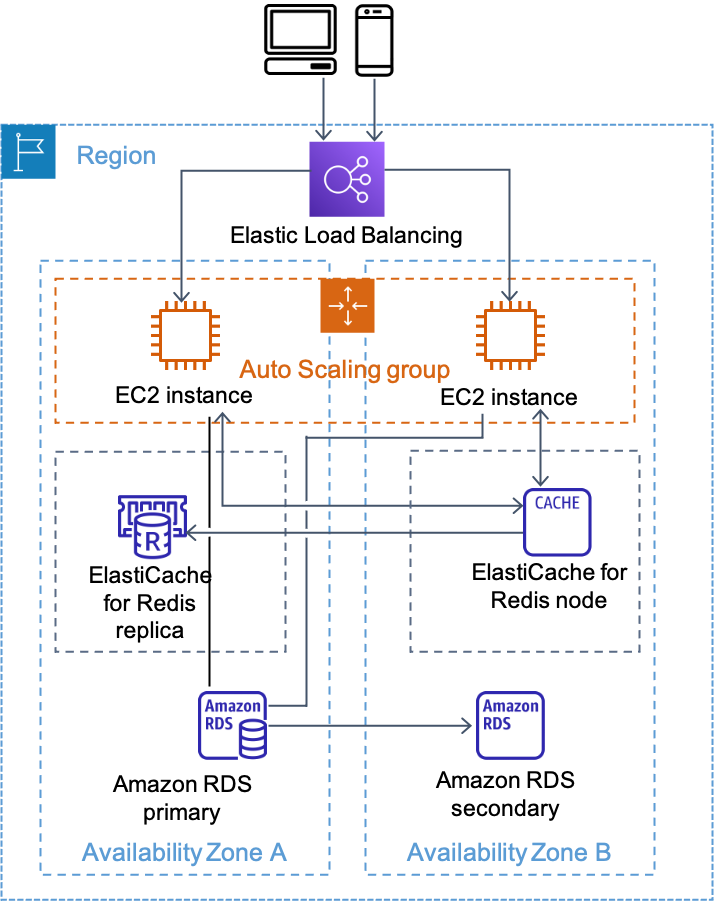 Region
Elastic Load Balancing
Auto Scaling group
EC2 instance
EC2 instance
R
ElastiCache
for Redis
replica
CACHE
ElastiCache for
Redis node
Amazon
RDS
Amazon RDS
primary
Amazon
RDS
Amazon RDS
secondary
Availability Zone A
Availability Zone B